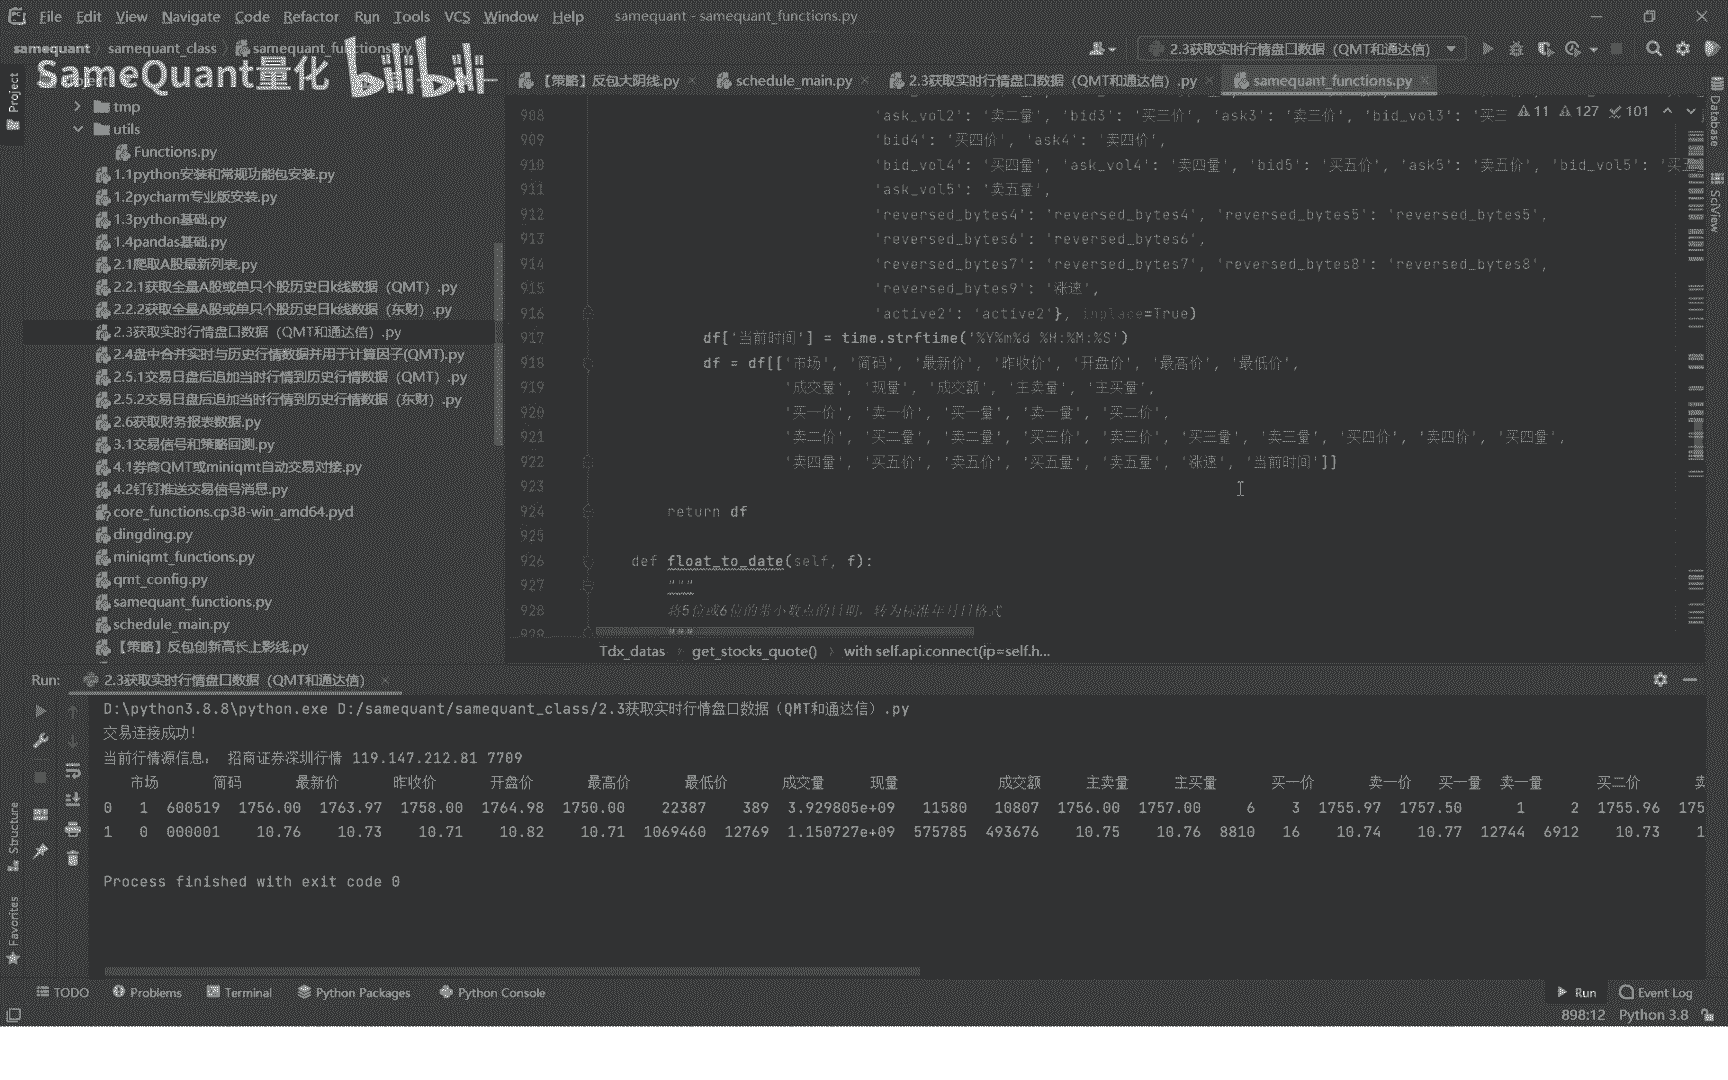 File Edit View Navigate Code Refactor Run Tools VCS Window Help samequant - samequant_functions.py
samequant samequant_class samequant_functions.py 2.3获取实时行情盘口数据（QMT和通达信）
SameQuant量化 bilibili
【策略】反包大阴线.py schedule_main.py 2.3获取实时行情盘口数据（QMT和通达信）.py samequant_functions.py
Project
tmp
utils
Functions.py
1.1python安装和常规功能包安装.py
1.2pycharm专业版安装.py
1.3python基础.py
1.4pandas基础.py
2.1爬取A股最新列表.py
2.2.1获取全量A股或单只个股历史日k线数据（QMT）.py
2.2.2获取全量A股或单只个股历史日k线数据（东财）.py
2.3获取实时行情盘口数据（QMT和通达信）.py
2.4盘中合并实时与历史行情数据并用于计算因子(QMT).py
2.5.1交易日盘后追加当时行情到历史行情数据（QMT）.py
2.5.2交易日盘后追加当时行情到历史行情数据（东财）.py
2.6获取财务报表数据.py
3.1交易信号和策略回测.py
4.1券商QMT或miniqmt自动交易对接.py
4.2钉钉推送交易信号消息.py
core_functions.cp38-win_amd64.pyd
dingding.py
miniqmt_functions.py
qmt_config.py
samequant_functions.py
schedule_main.py
【策略】反包创新高长上影线.py
11 127 101
908 'ask_vol2': '卖二量', 'bid3': '买三价', 'ask3': '卖三价', 'bid_vol3': '买三
909 'bid4': '买四价', 'ask4': '卖四价',
910 'bid_vol4': '买四量', 'ask_vol4': '卖四量', 'bid5': '买五价', 'ask5': '卖五价', 'bid_vol5': '买五
911 'ask_vol5': '卖五量',
912 'reversed_bytes4': 'reversed_bytes4', 'reversed_bytes5': 'reversed_bytes5',
913 'reversed_bytes6': 'reversed_bytes6',
914 'reversed_bytes7': 'reversed_bytes7', 'reversed_bytes8': 'reversed_bytes8',
915 'reversed_bytes9': '涨速',
916 'active2': 'active2'}, inplace=True)
917 df['当前时间'] = time.strftime('%Y%m%d %H:%M:%S')
918 df = df[['市场', '简码', '最新价', '昨收价', '开盘价', '最高价', '最低价',
919 '成交量', '现量', '成交额', '主卖量', '主买量',
920 '买一价', '卖一价', '买一量', '卖一量', '买二价',
921 '卖二价', '买二量', '卖二量', '买三价', '卖三价', '买三量', '卖三量', '买四价', '卖四价', '买四量',
922 '卖四量', '买五价', '卖五价', '买五量', '卖五量', '涨速', '当前时间']]
923
924 return df
925
926 def float_to_date(self, f):
927 """
928 将5位或6位的带小数点的日期，转为标准年月日格式
929 """
Tdx_datas get_stocks_quote() with self.api.connect(ip=self.h...
Database
SciView
Run: 2.3获取实时行情盘口数据（QMT和通达信）
D:\python3.8.8\python.exe D:/samequant/samequant_class/2.3获取实时行情盘口数据（QMT和通达信）.py
交易连接成功!
当前行情源信息： 招商证券深圳行情 119.147.212.81 7709
市场 简码 最新价 昨收价 开盘价 最高价 最低价 成交量 现量 成交额 主卖量 主买量 买一价 卖一价 买一量 卖一量 买二价
0 1 600519 1756.00 1763.97 1758.00 1764.98 1750.00 22387 389 3.929805e+09 11580 10807 1756.00 1757.00 6 3 1755.97 1757.50 1 2 1755.96 175
1 0 000001 10.76 10.73 10.71 10.82 10.71 1069460 12769 1.150727e+09 575785 493676 10.75 10.76 8810 16 10.74 10.77 12744 6912 10.73 1
Process finished with exit code 0
Structure
Favorites
TODO Problems Terminal Python Packages Python Console Run Event Log
898:12 Python 3.8